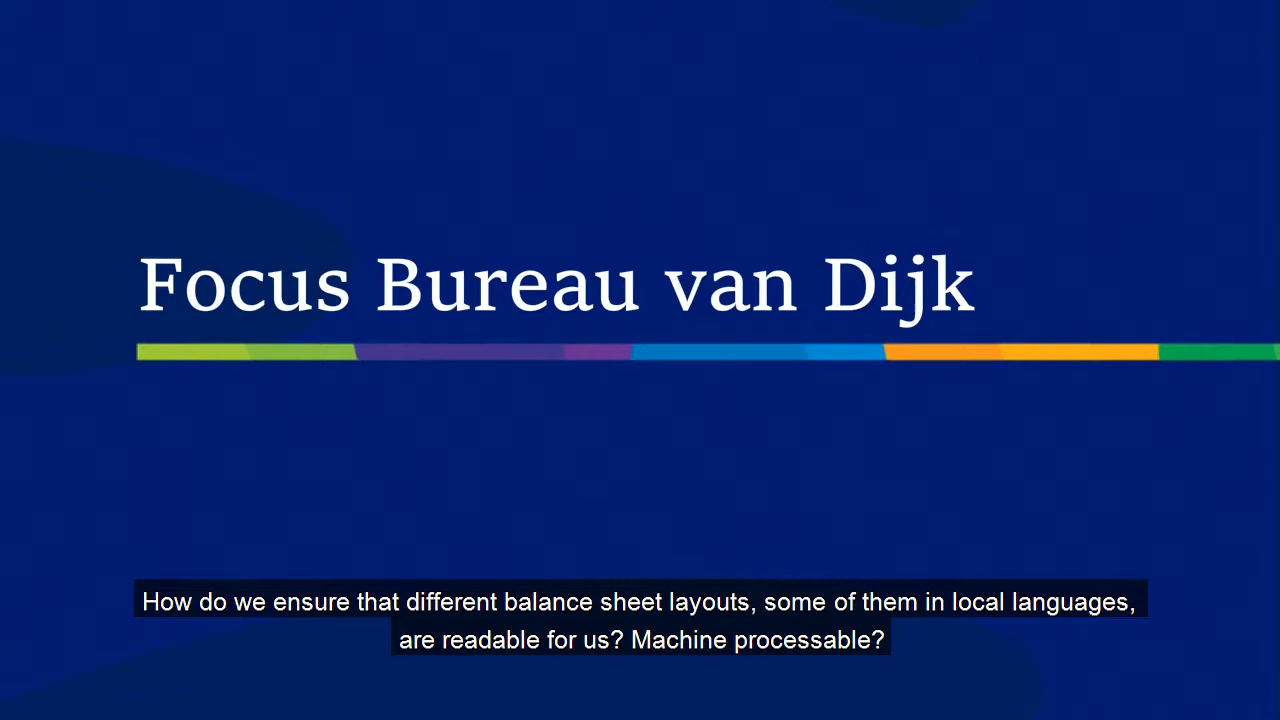 Focus Bureau van Dijk
How do we ensure that different balance sheet layouts, some of them in local languages,
are readable for us? Machine processable?